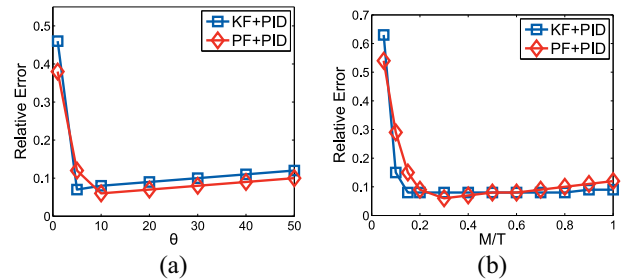 KF+PID
PF+PID
Relative Error
0.5
0.4
0.3
0.2
0.1
0
0 10 20 30 40 50
θ
(a)
KF+PID
PF+PID
Relative Error
0.7
0.6
0.5
0.4
0.3
0.2
0.1
0
0 0.2 0.4 0.6 0.8 1
M/T
(b)